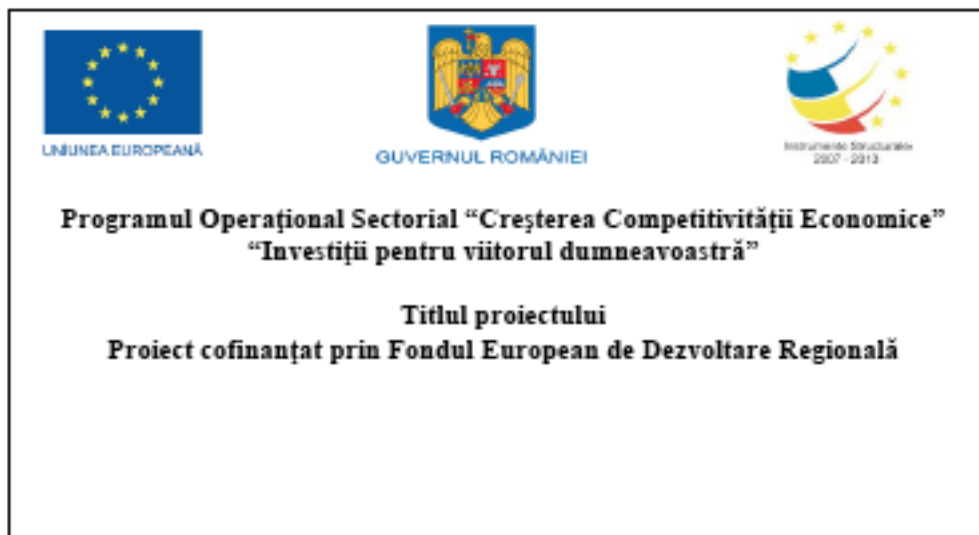 UNIUNEA EUROPEANĂ
GUVERNUL ROMÂNIEI
Instrumente Structurale
2007 - 2013
Programul Operaţional Sectorial “Creşterea Competitivităţii Economice”
“Investiţii pentru viitorul dumneavoastră”
Titlul proiectului
Proiect cofinanţat prin Fondul European de Dezvoltare Regională